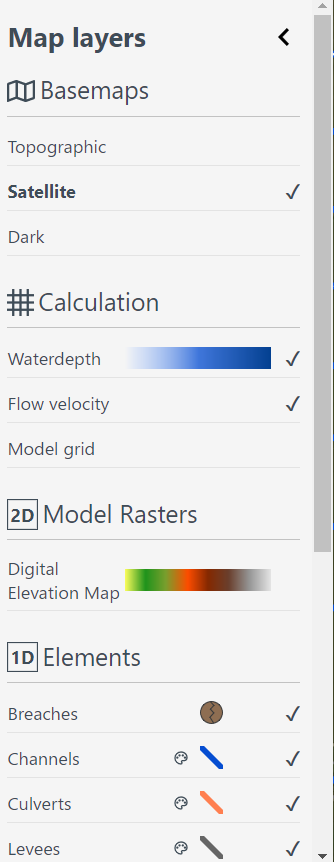 Map layers
Basemaps
Topographic
Satellite
Dark
Calculation
Waterdepth
Flow velocity
Model grid
2D Model Rasters
Digital
Elevation Map
1D Elements
Breaches
Channels
Culverts
Levees